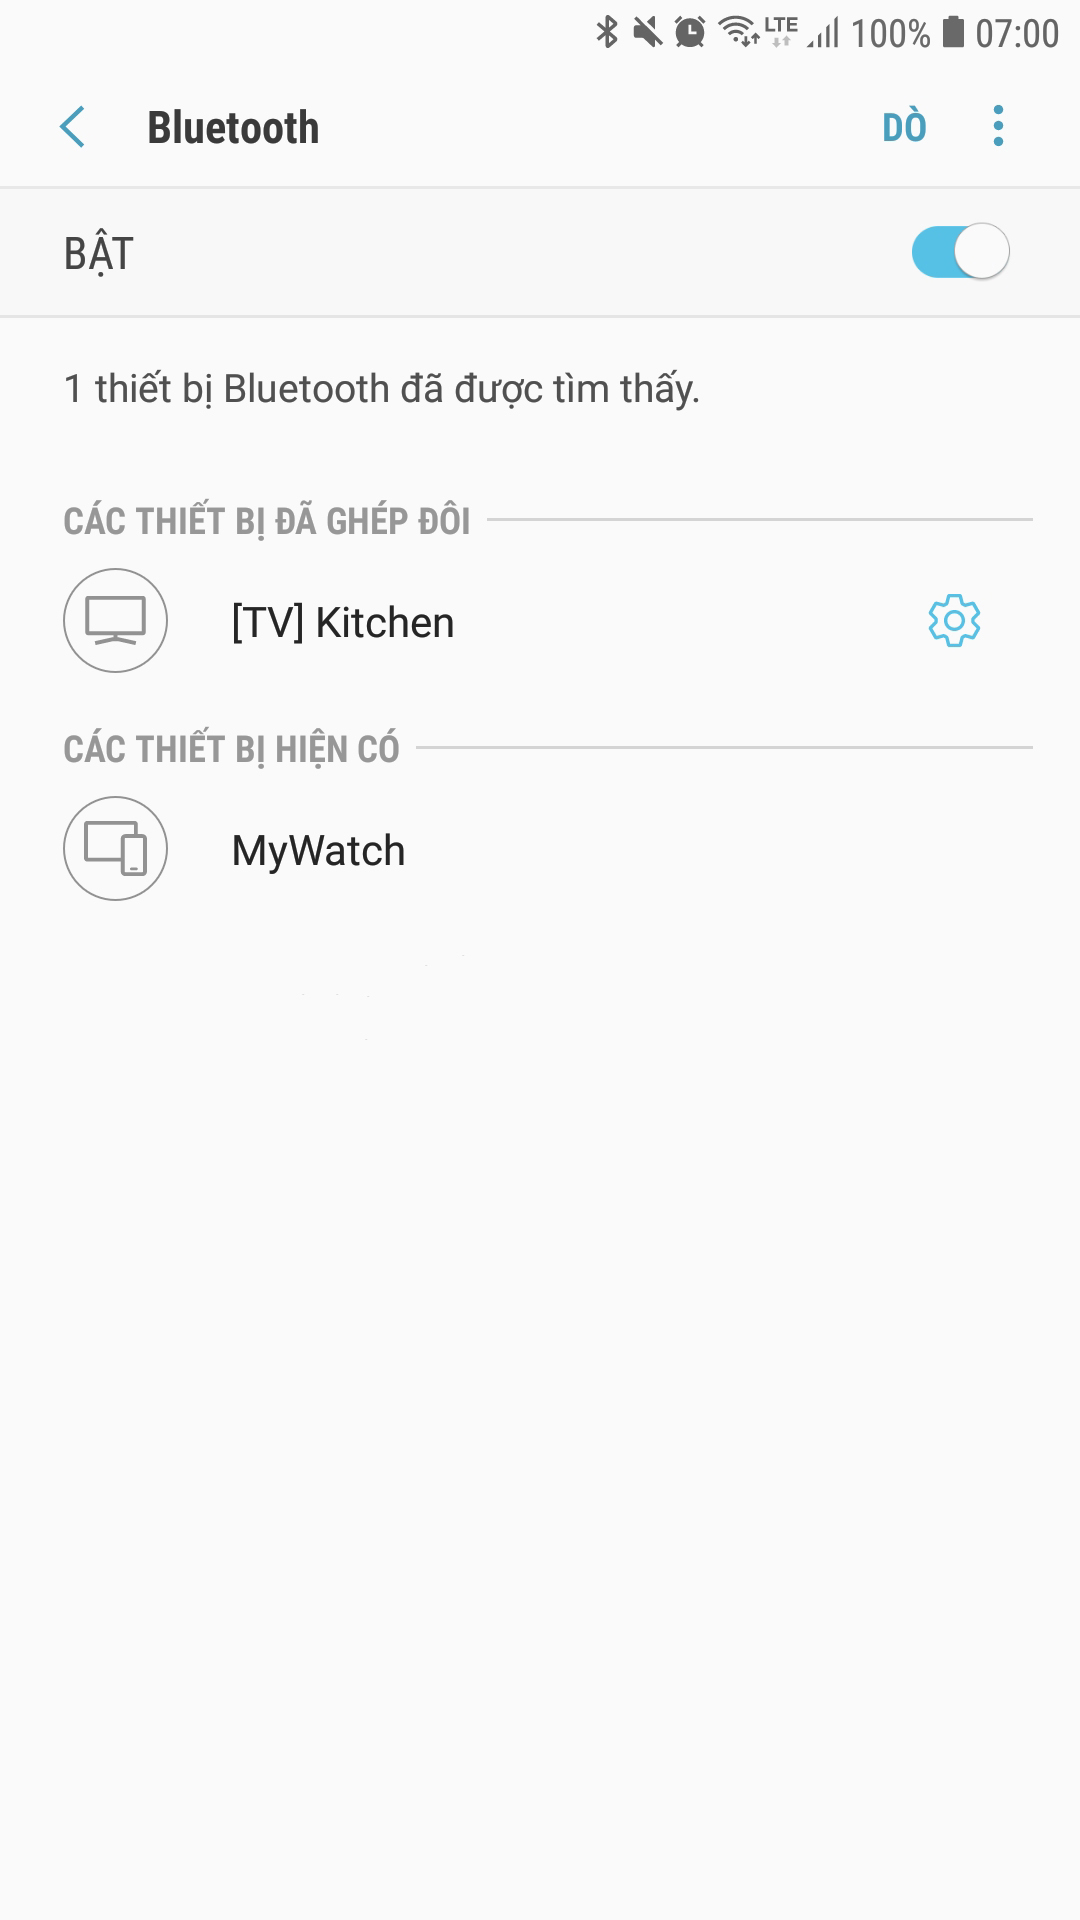 LTE 100% 07:00
Bluetooth DÒ
BẬT
1 thiết bị Bluetooth đã được tìm thấy.
CÁC THIẾT BỊ ĐÃ GHÉP ĐÔI
[TV] Kitchen
CÁC THIẾT BỊ HIỆN CÓ
MyWatch